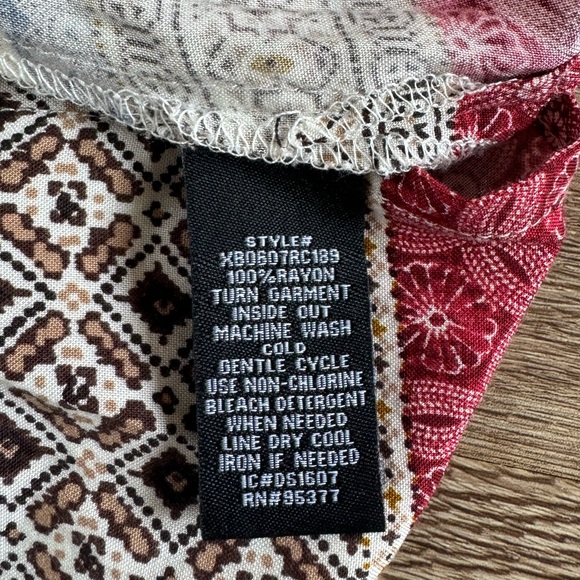 STYLE#
XBD607RC189
100%RAYON
TURN GARMENT
INSIDE OUT
MACHINE WASH
COLD
GENTLE CYCLE
USE NON-CHLORINE
BLEACH DETERGENT
WHEN NEEDED
LINE DRY COOL
IRON IF NEEDED
IC#DS1607
RN#95377